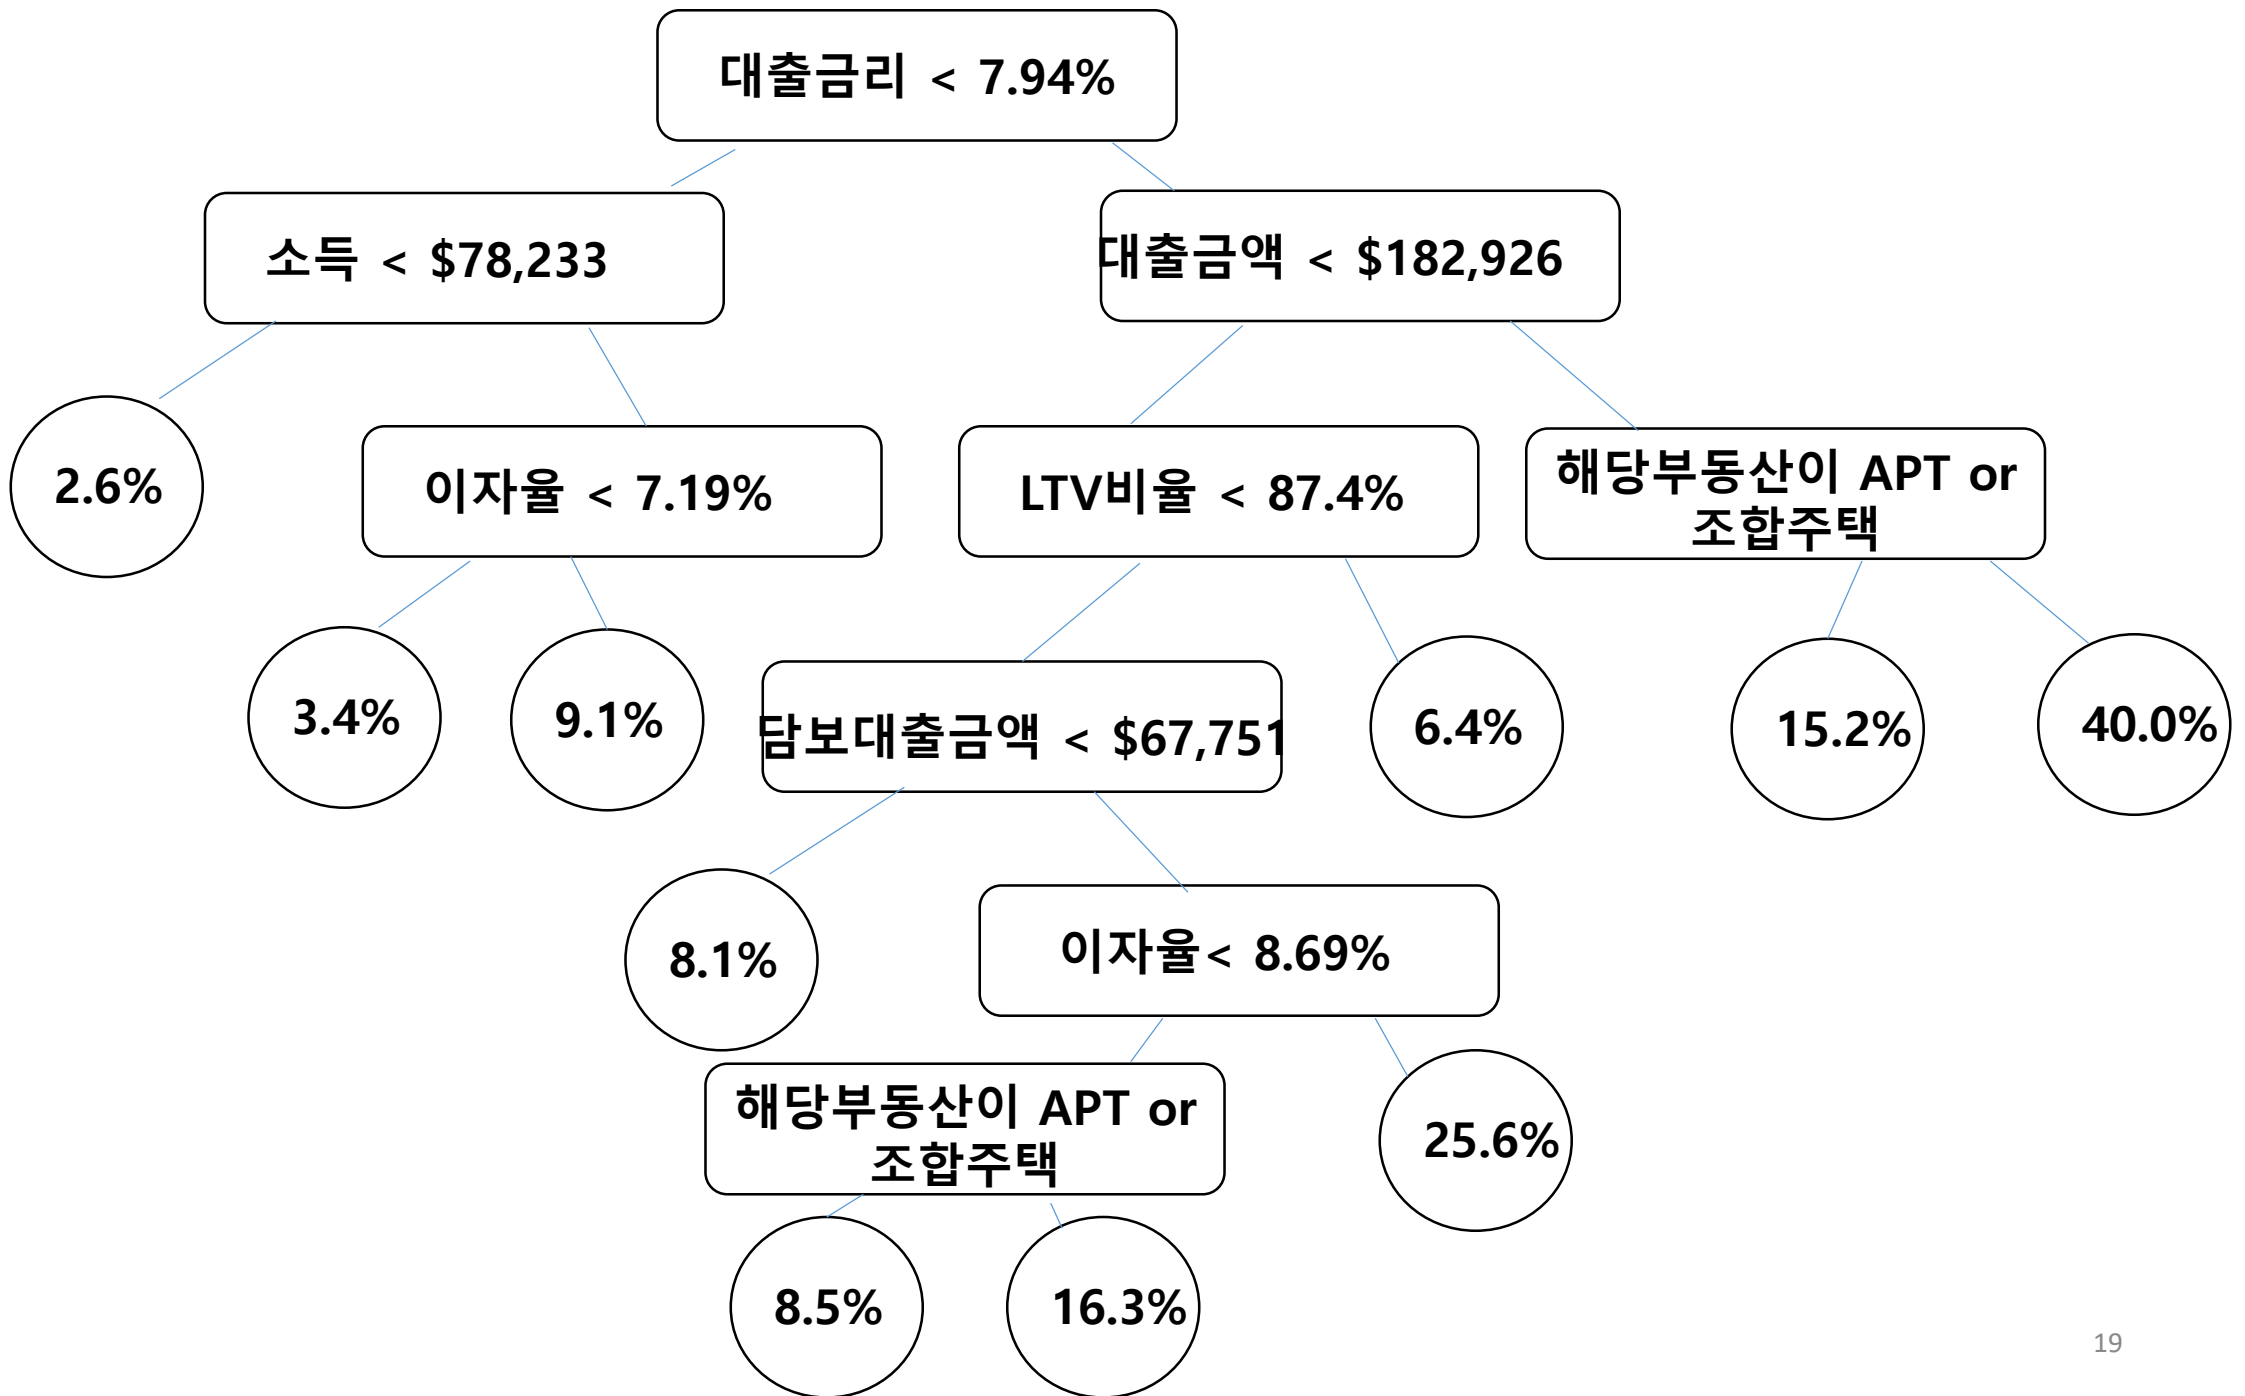 대출금리 < 7.94%
소득 < $78,233
대출금액 < $182,926
2.6%
이자율 < 7.19%
LTV비율 < 87.4%
해당부동산이 APT or
조합주택
3.4%
9.1%
담보대출금액 < $67,751
6.4%
15.2%
40.0%
8.1%
이자율< 8.69%
해당부동산이 APT or
조합주택
25.6%
8.5%
16.3%
19